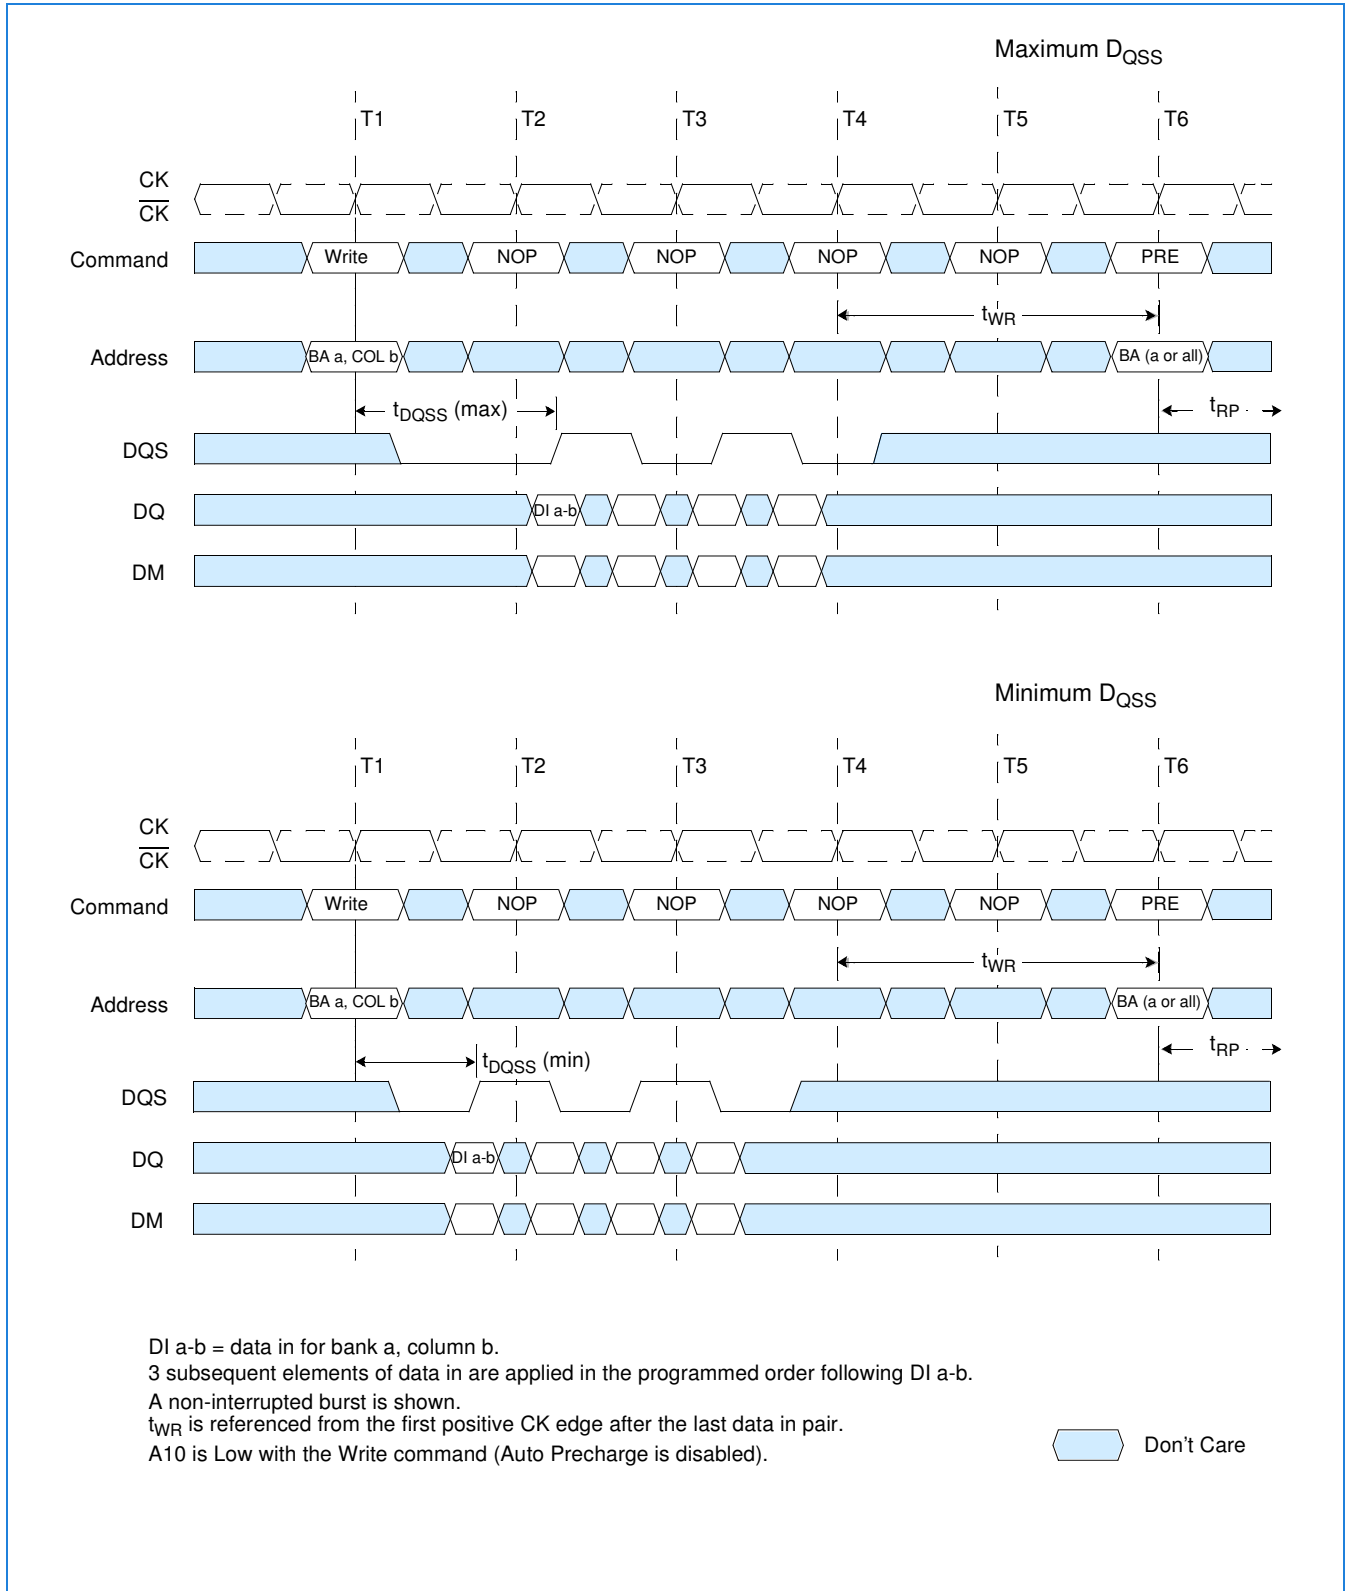 Maximum DQSS
T1 T2 T3 T4 T5 T6
CK
CK
Command Write NOP NOP NOP NOP PRE
tWR
Address BA a, COL b BA (a or all)
tDQSS (max) tRP
DQS
DQ DI a-b
DM
Minimum DQSS
T1 T2 T3 T4 T5 T6
CK
CK
Command Write NOP NOP NOP NOP PRE
tWR
Address BA a, COL b BA (a or all)
tDQSS (min) tRP
DQS
DQ DI a-b
DM
DI a-b = data in for bank a, column b.
3 subsequent elements of data in are applied in the programmed order following DI a-b.
A non-interrupted burst is shown.
tWR is referenced from the first positive CK edge after the last data in pair.
A10 is Low with the Write command (Auto Precharge is disabled).
Don't Care